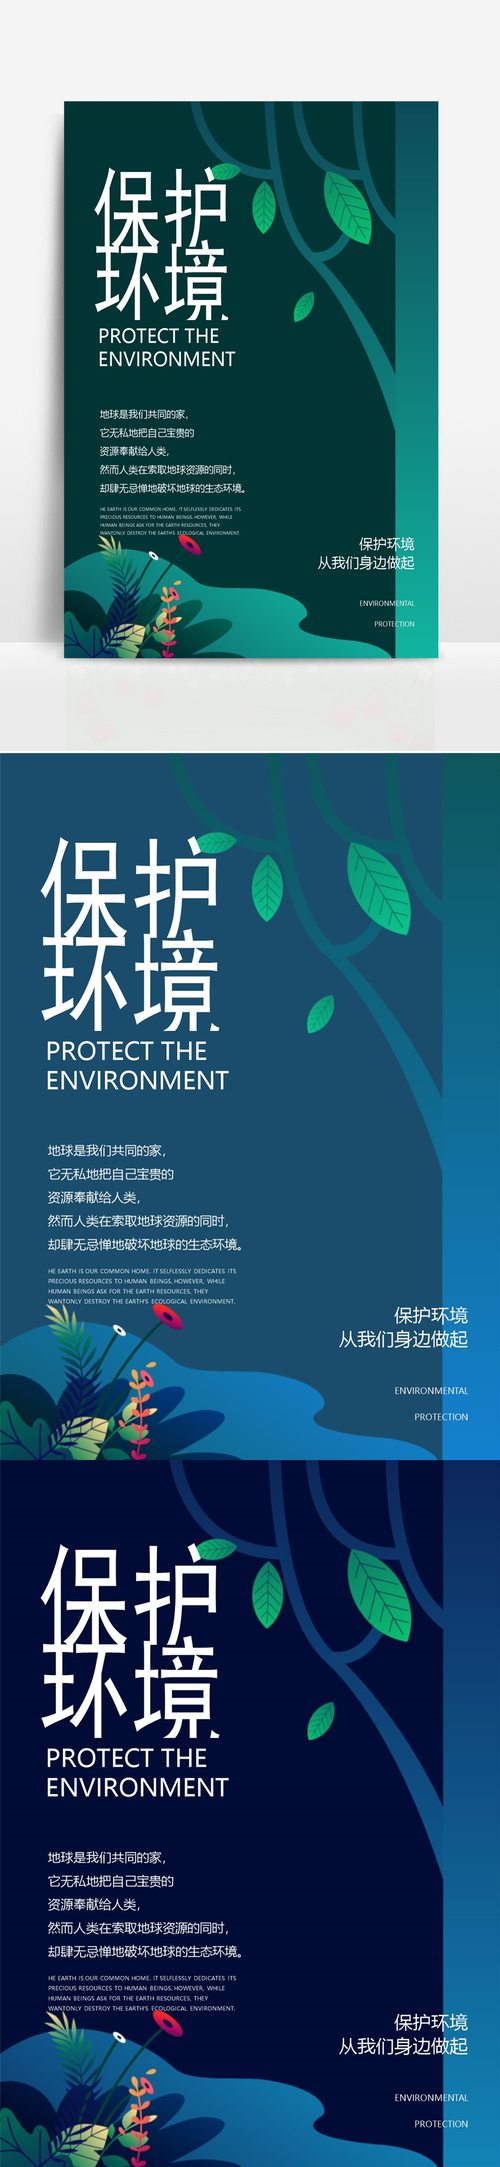 保护
环境
PROTECT THE
ENVIRONMENT
地球是我们共同的家,
它无私地把自己宝贵的
资源奉献给人类,
然而人类在索取地球资源的同时,
却肆无忌惮地破坏地球的生态环境。
HE EARTH IS OUR COMMON HOME. IT SELFLESSLY DEDICATES ITS
PRECIOUS RESOURCES TO HUMAN BEINGS. HOWEVER, WHILE
HUMAN BEINGS ASK FOR THE EARTH RESOURCES, THEY
WANTONLY DESTROY THE EARTH'S ECOLOGICAL ENVIRONMENT.
保护环境
从我们身边做起
ENVIRONMENTAL
PROTECTION
保护
环境
PROTECT THE
ENVIRONMENT
地球是我们共同的家,
它无私地把自己宝贵的
资源奉献给人类,
然而人类在索取地球资源的同时,
却肆无忌惮地破坏地球的生态环境。
HE EARTH IS OUR COMMON HOME. IT SELFLESSLY DEDICATES ITS
PRECIOUS RESOURCES TO HUMAN BEINGS. HOWEVER, WHILE
HUMAN BEINGS ASK FOR THE EARTH RESOURCES, THEY
WANTONLY DESTROY THE EARTH'S ECOLOGICAL ENVIRONMENT.
保护环境
从我们身边做起
ENVIRONMENTAL
PROTECTION
保护
环境
PROTECT THE
ENVIRONMENT
地球是我们共同的家,
它无私地把自己宝贵的
资源奉献给人类,
然而人类在索取地球资源的同时,
却肆无忌惮地破坏地球的生态环境。
HE EARTH IS OUR COMMON HOME. IT SELFLESSLY DEDICATES ITS
PRECIOUS RESOURCES TO HUMAN BEINGS. HOWEVER, WHILE
HUMAN BEINGS ASK FOR THE EARTH RESOURCES, THEY
WANTONLY DESTROY THE EARTH'S ECOLOGICAL ENVIRONMENT.
保护环境
从我们身边做起
ENVIRONMENTAL
PROTECTION